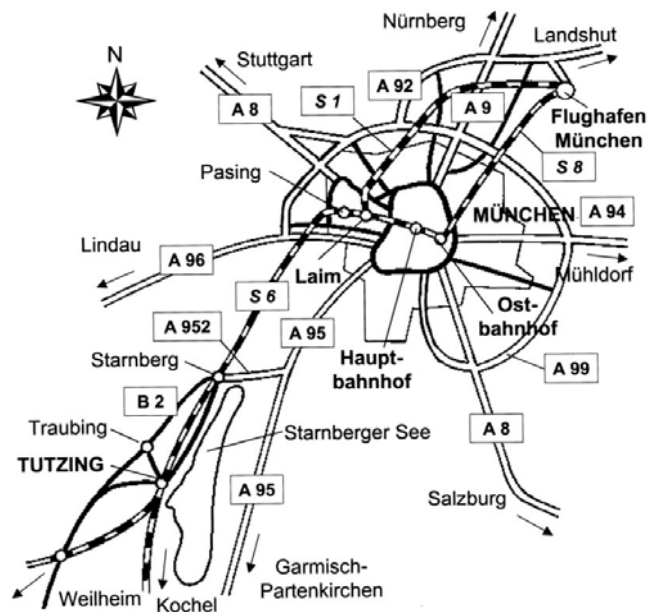 N
Nürnberg
Landshut
Stuttgart
A 92
S 1
A 9
A 8
Flughafen
München
S 8
Pasing
MÜNCHEN
A 94
Lindau
A 96
Laim
Mühldorf
S 6
Ost-
bahnhof
A 952
A 95
Haupt-
bahnhof
Starnberg
A 99
B 2
Traubing
Starnberger See
A 8
TUTZING
A 95
Salzburg
Garmisch-
Partenkirchen
Weilheim
Kochel